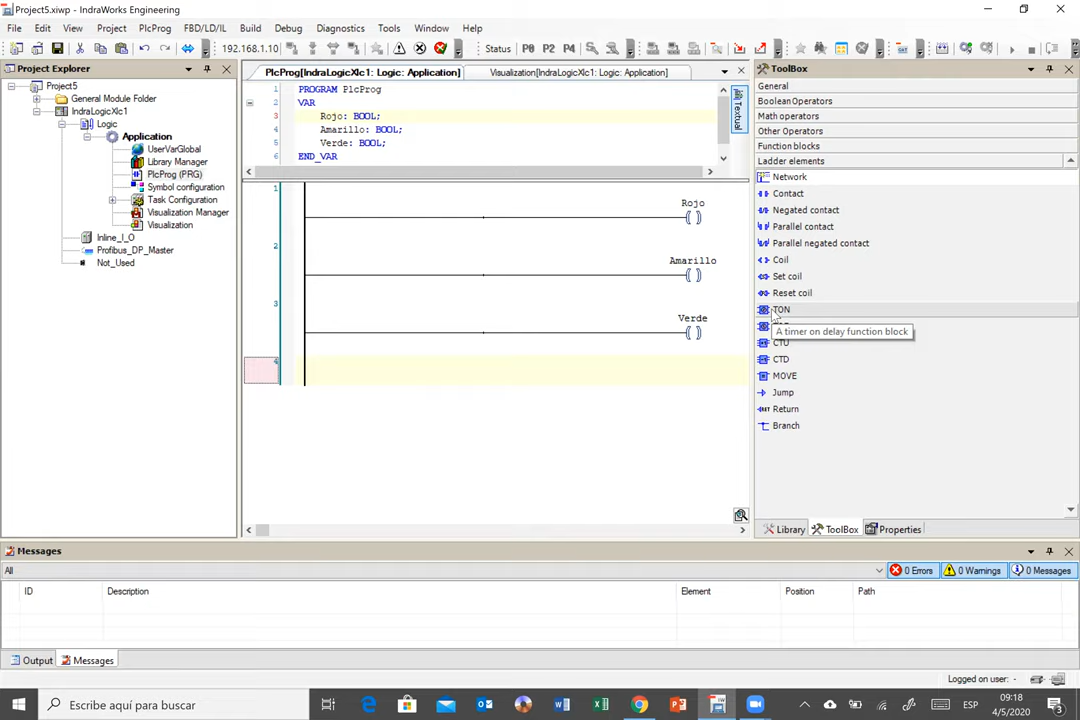 Project5.xiwp - IndraWorks Engineering
File Edit View Project PlcProg FBD/LD/IL Build Debug Diagnostics Tools Window Help
192.168.1.10 Status P0 P2 P4
Project Explorer
Project5
General Module Folder
IndraLogicXlc1
Logic
Application
UserVarGlobal
Library Manager
PlcProg (PRG)
Symbol configuration
Task Configuration
Visualization Manager
Visualization
Inline_I_O
Profibus_DP_Master
Not_Used
PlcProg[IndraLogicXlc1: Logic: Application] Visualization[IndraLogicXlc1: Logic: Application]
1 PROGRAM PlcProg
2 VAR
3 Rojo: BOOL;
4 Amarillo: BOOL;
5 Verde: BOOL;
6 END_VAR
Textual
1
Rojo
2
Amarillo
3
Verde
4
ToolBox
General
Boolean Operators
Math operators
Other Operators
Function blocks
Ladder elements
Network
Contact
Negated contact
Parallel contact
Parallel negated contact
Coil
Set coil
Reset coil
TON
A timer on delay function block
CTU
CTD
MOVE
Jump
Return
Branch
Library ToolBox Properties
Messages
All 0 Errors 0 Warnings 0 Messages
ID Description Element Position Path
Output Messages
Logged on user: -
Escribe aquí para buscar
ESP
09:18
4/5/2020
3